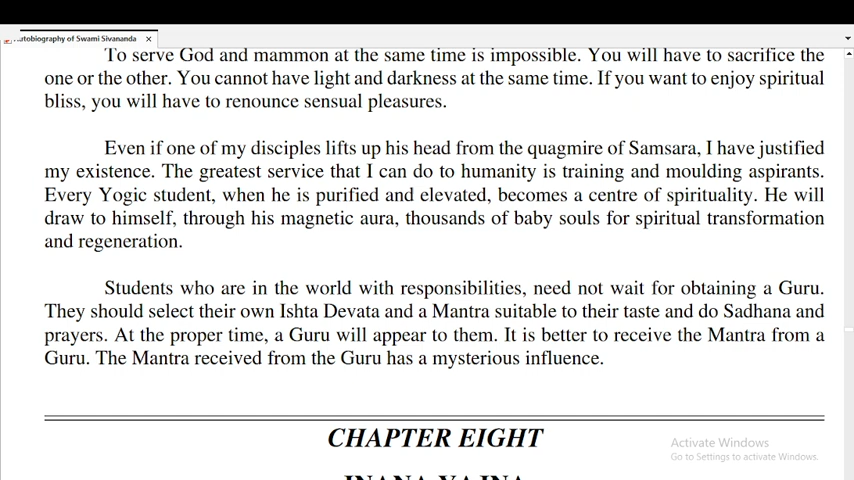 Autobiography of Swami Sivananda
To serve God and mammon at the same time is impossible. You will have to sacrifice the
one or the other. You cannot have light and darkness at the same time. If you want to enjoy spiritual
bliss, you will have to renounce sensual pleasures.
Even if one of my disciples lifts up his head from the quagmire of Samsara, I have justified
my existence. The greatest service that I can do to humanity is training and moulding aspirants.
Every Yogic student, when he is purified and elevated, becomes a centre of spirituality. He will
draw to himself, through his magnetic aura, thousands of baby souls for spiritual transformation
and regeneration.
Students who are in the world with responsibilities, need not wait for obtaining a Guru.
They should select their own Ishta Devata and a Mantra suitable to their taste and do Sadhana and
prayers. At the proper time, a Guru will appear to them. It is better to receive the Mantra from a
Guru. The Mantra received from the Guru has a mysterious influence.
CHAPTER EIGHT
JNANA YAJNA
Activate Windows
Go to Settings to activate Windows.